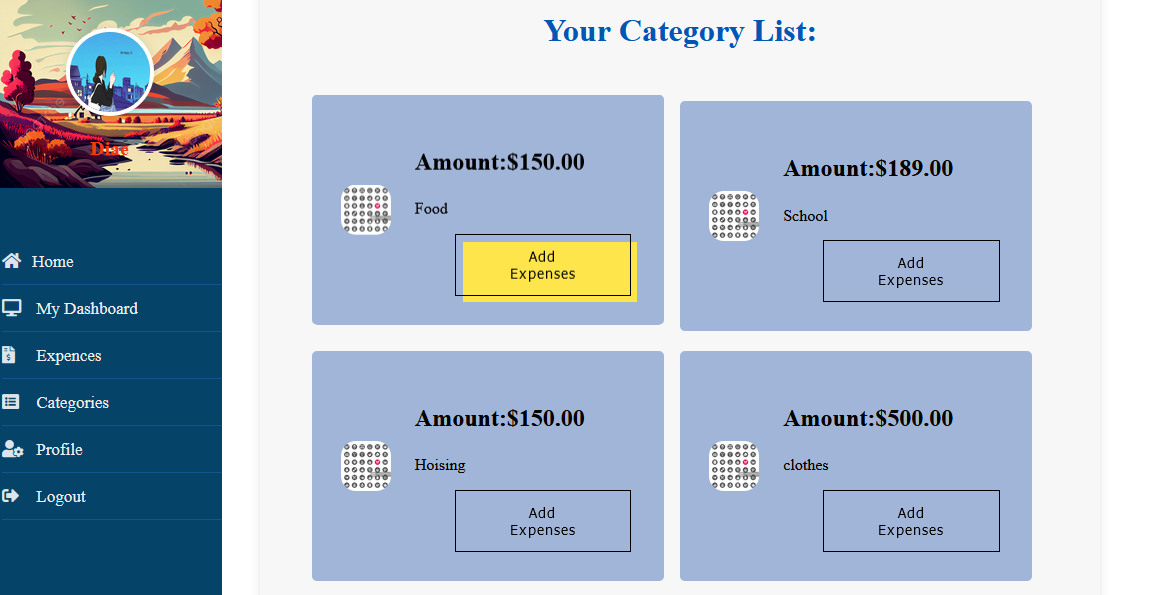 Your Category List:
Diae
Home
My Dashboard
Expences
Categories
Profile
Logout
Amount:$150.00
Food
Add
Expenses
Amount:$189.00
School
Add
Expenses
Amount:$150.00
Hoising
Add
Expenses
Amount:$500.00
clothes
Add
Expenses